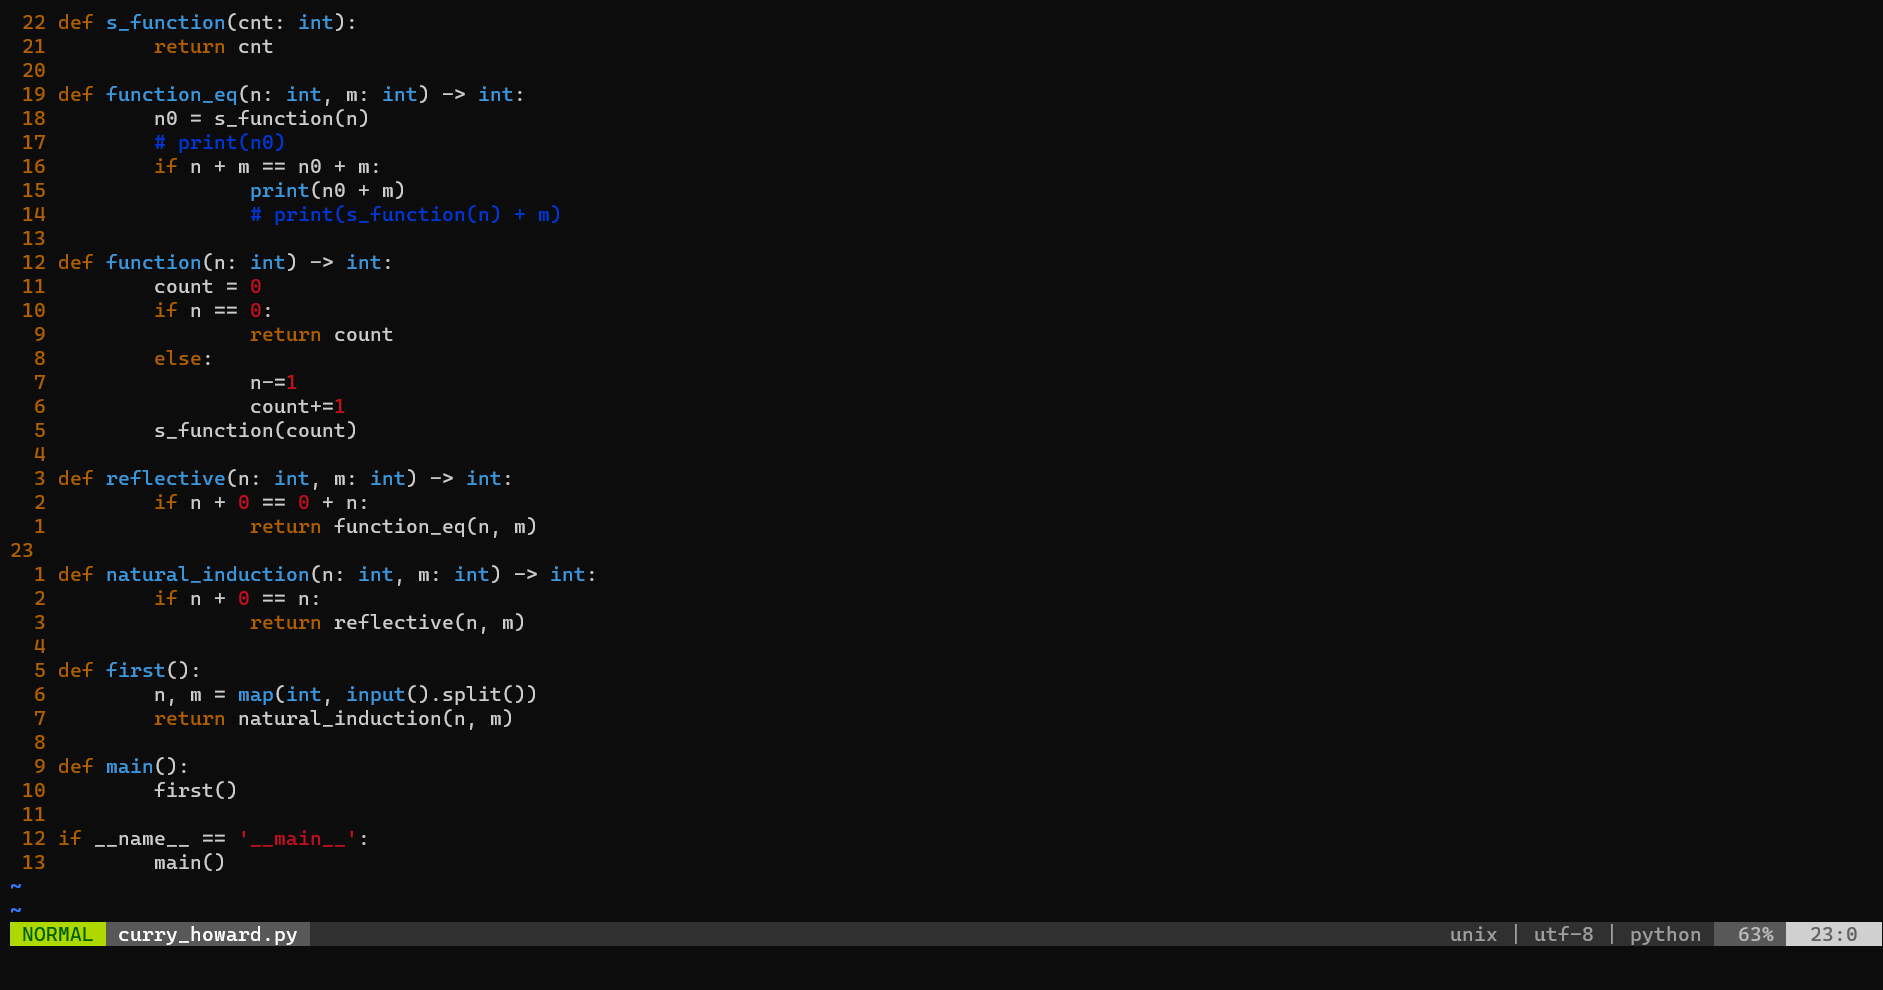 22 def s_function(cnt: int):
21         return cnt
20
19 def function_eq(n: int, m: int) -> int:
18         n0 = s_function(n)
17         # print(n0)
16         if n + m == n0 + m:
15                 print(n0 + m)
14                 # print(s_function(n) + m)
13
12 def function(n: int) -> int:
11         count = 0
10         if n == 0:
9                 return count
8         else:
7                 n-=1
6                 count+=1
5         s_function(count)
4
3 def reflective(n: int, m: int) -> int:
2         if n + 0 == 0 + n:
1                 return function_eq(n, m)
23
1 def natural_induction(n: int, m: int) -> int:
2         if n + 0 == n:
3                 return reflective(n, m)
4
5 def first():
6         n, m = map(int, input().split())
7         return natural_induction(n, m)
8
9 def main():
10         first()
11
12 if __name__ == '__main__':
13         main()
~
~
NORMAL curry_howard.py unix | utf-8 | python 63% 23:0